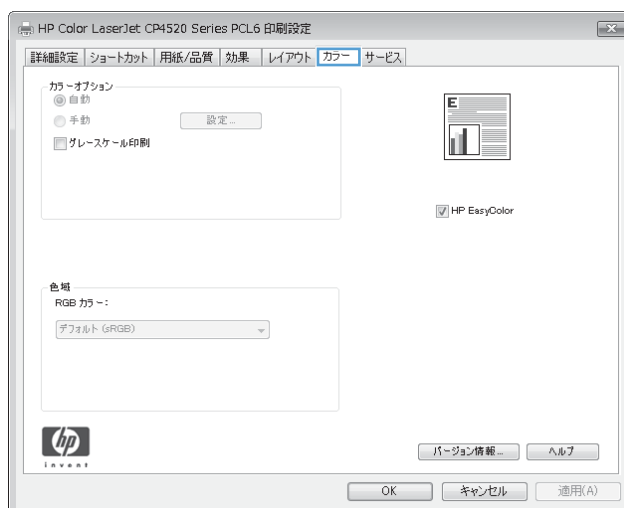 HP Color LaserJet CP4520 Series PCL6 印刷設定
詳細設定 ショートカット 用紙/品質 効果 レイアウト カラー サービス
カラー オプション
自動
手動
設定...
グレースケール印刷
E
HP EasyColor
色域
RGB カラー:
デフォルト (sRGB)
hp
invent
バージョン情報...
ヘルプ
OK
キャンセル
適用(A)